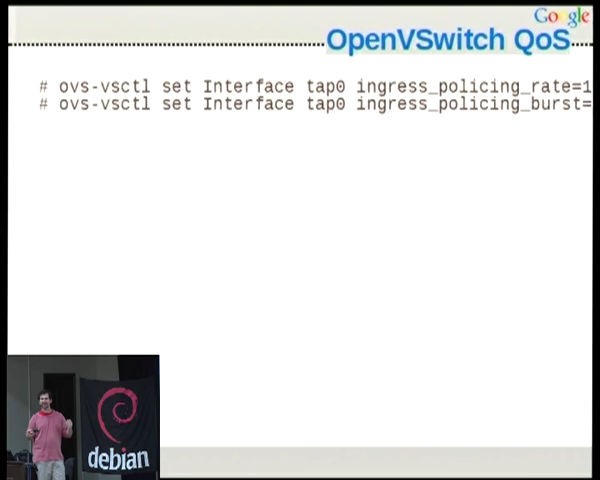 Google
OpenVSwitch QoS
# ovs-vsctl set Interface tap0 ingress_policing_rate=1
# ovs-vsctl set Interface tap0 ingress_policing_burst=
debian